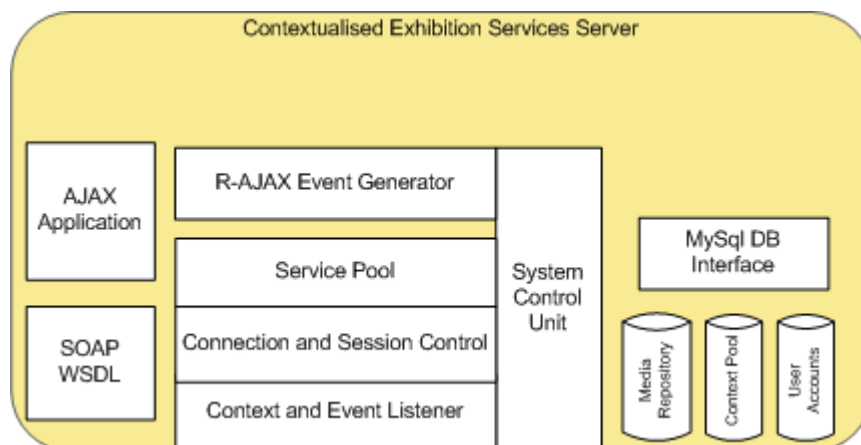 Contextualised Exhibition Services Server
AJAX
Application
R-AJAX Event Generator
Service Pool
System
Control
Unit
MySql DB
Interface
SOAP
WSDL
Connection and Session Control
Context and Event Listener
Media
Repository
Context Pool
User
Accounts